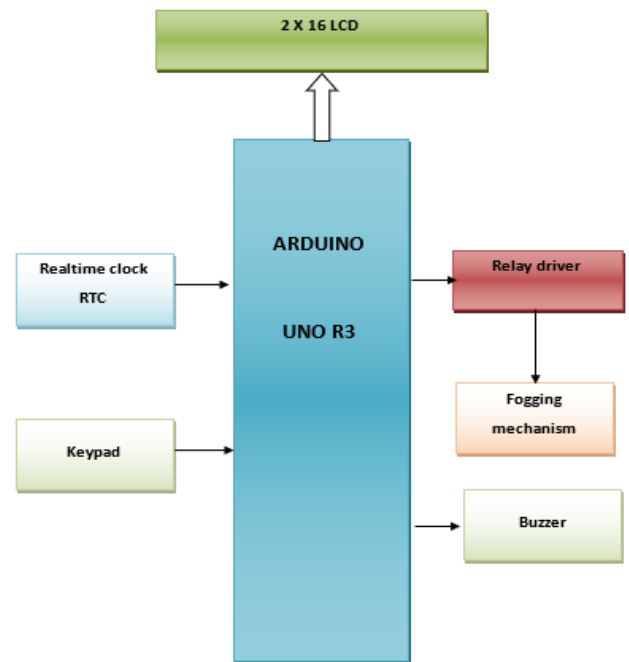 2 X 16 LCD
ARDUINO
UNO R3
Realtime clock
RTC
Keypad
Relay driver
Fogging
mechanism
Buzzer